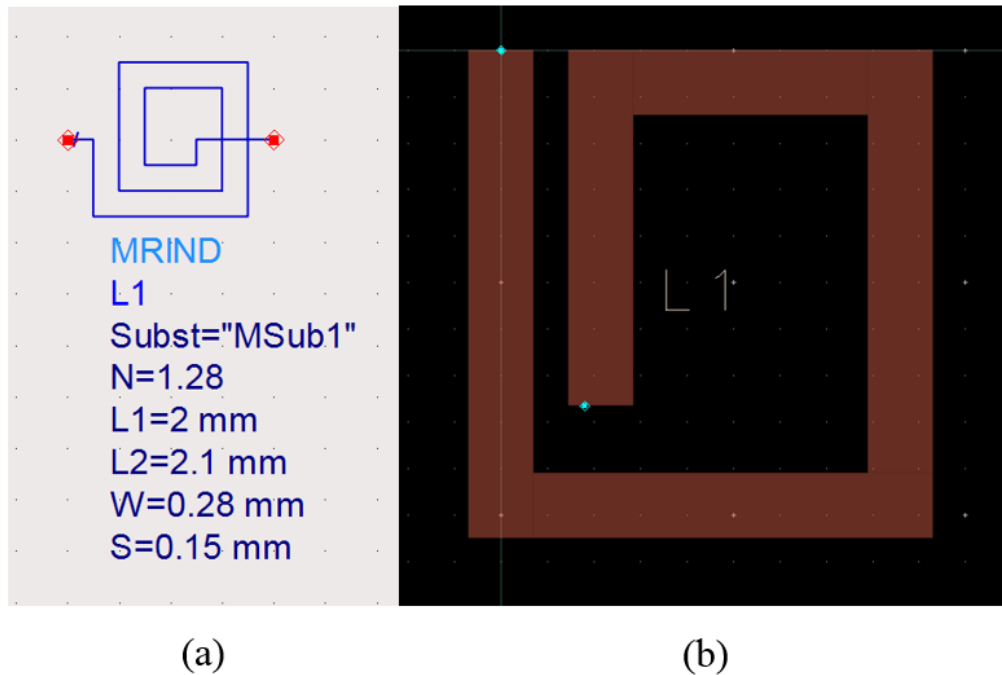 MRIND
L1
Subst="MSub1"
N=1.28
L1=2 mm
L2=2.1 mm
W=0.28 mm
S=0.15 mm
L 1
(a)
(b)